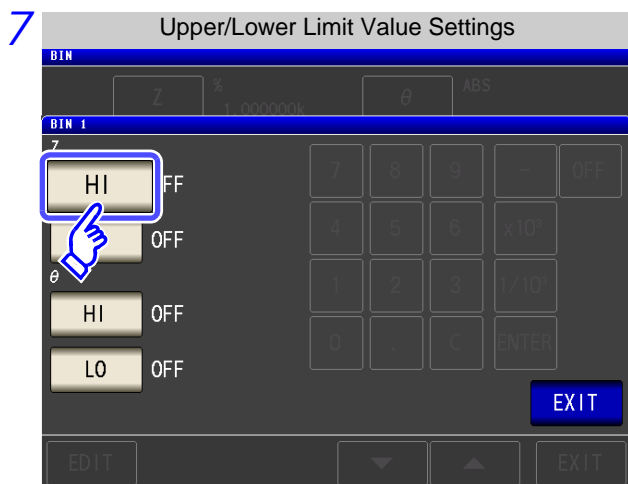 7 Upper/Lower Limit Value Settings
BIN
Z % 1.000000k θ ABS
BIN 1
Z
HI FF
OFF
θ
HI OFF
LO OFF
7 8 9 - OFF
4 5 6 x10³
1 2 3 1/10³
0 . C ENTER
EXIT
EDIT ▼ ▲ EXIT